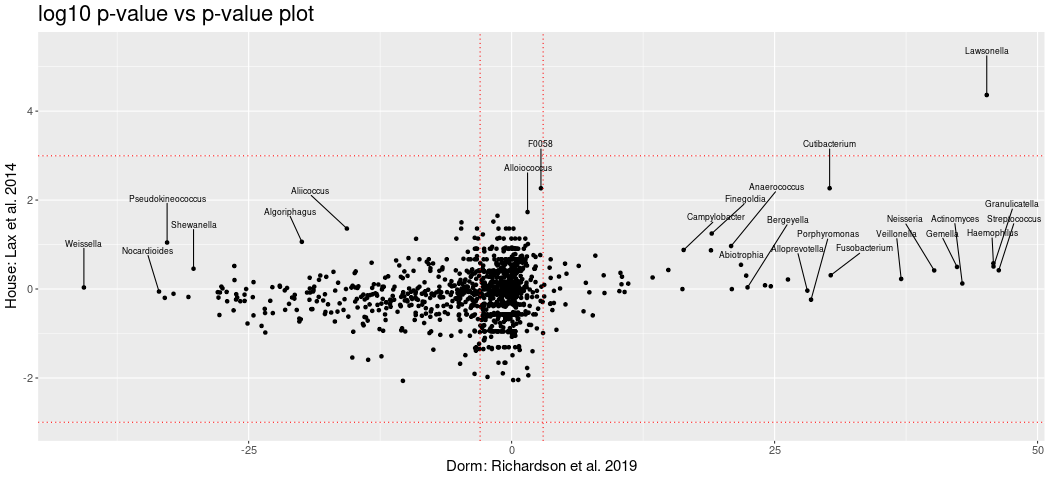 log10 p-value vs p-value plot
Lawsonella
F0058
Cutibacterium
Alloiococcus
Aliicoccus
Anaerococcus
Pseudokineococcus
Finegoldia
Granulicatella
Algoriphagus
Campylobacter
Bergeyella
Neisseria
Actinomyces
Streptococcus
Shewanella
Porphyromonas
Veillonella
Gemella
Haemophilus
Weissella
Nocardioides
Abiotrophia
Alloprevotella
Fusobacterium
4
2
0
-2
House: Lax et al. 2014
-25
0
25
50
Dorm: Richardson et al. 2019